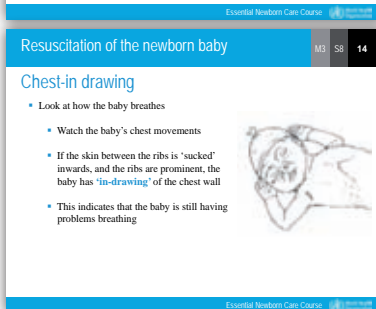 Essential Newborn Care Course
Resuscitation of the newborn baby
M3 S8 14
Chest-in drawing
• Look at how the baby breathes
• Watch the baby's chest movements
• If the skin between the ribs is 'sucked'
inwards, and the ribs are prominent, the
baby has 'in-drawing' of the chest wall
• This indicates that the baby is still having
problems breathing
Essential Newborn Care Course